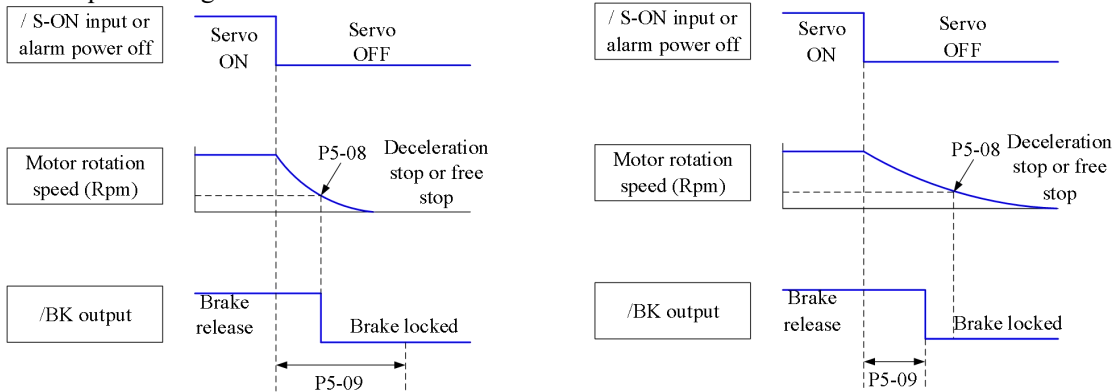 / S-ON input or
alarm power off
Servo
ON
Servo
OFF
Motor rotation
speed (Rpm)
P5-08
Deceleration
stop or free
stop
/BK output
Brake
release
Brake locked
P5-09
/ S-ON input or
alarm power off
Servo
ON
Servo
OFF
Motor rotation
speed (Rpm)
P5-08
Deceleration
stop or free
stop
/BK output
Brake
release
Brake locked
P5-09